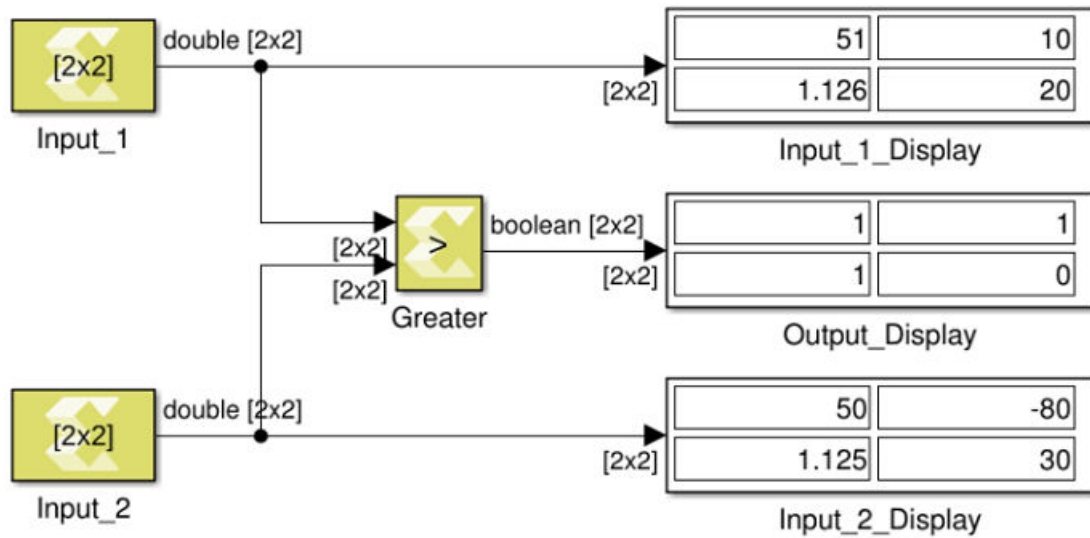 double [2x2]
[2x2]
Input_1
[2x2]
51 10
1.126 20
Input_1_Display
[2x2]
[2x2]
>
Greater
boolean [2x2]
[2x2]
1 1
1 0
Output_Display
double [2x2]
[2x2]
Input_2
[2x2]
50 -80
1.125 30
Input_2_Display